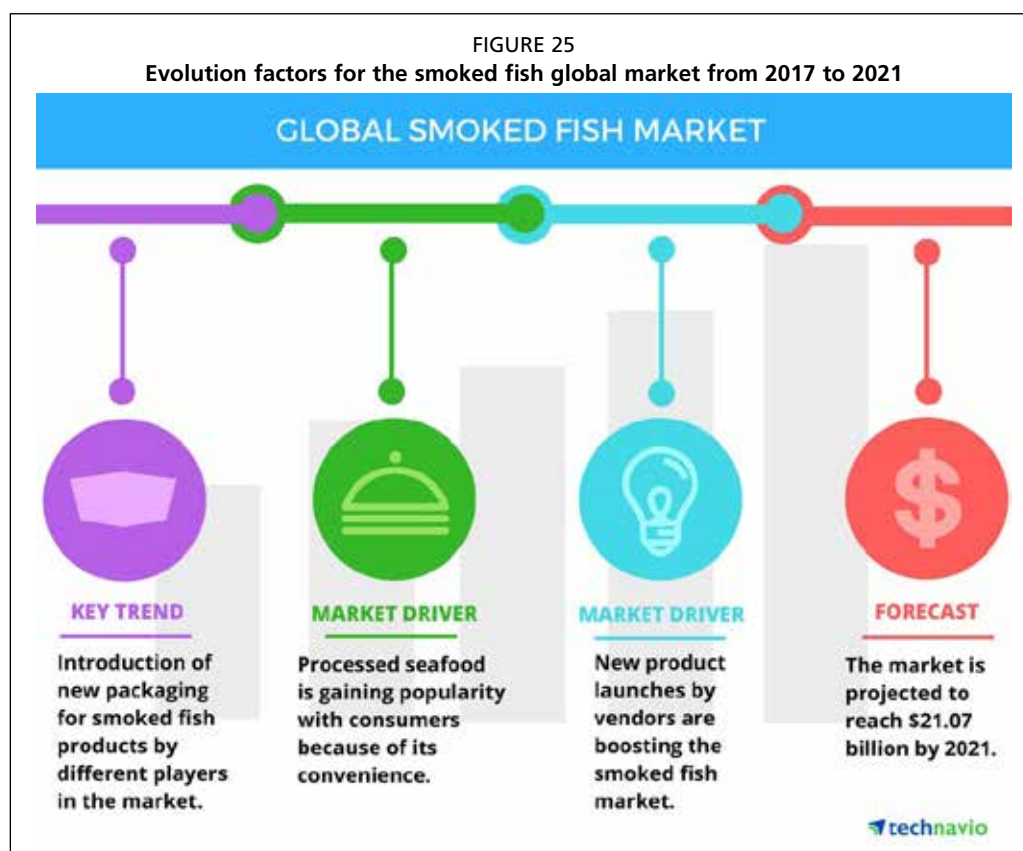 FIGURE 25
Evolution factors for the smoked fish global market from 2017 to 2021
GLOBAL SMOKED FISH MARKET
KEY TREND
Introduction of
new packaging
for smoked fish
products by
different players
in the market.
MARKET DRIVER
Processed seafood
is gaining popularity
with consumers
because of its
convenience.
MARKET DRIVER
New product
launches by
vendors are
boosting the
smoked fish
market.
$
FORECAST
The market is
projected to
reach $21.07
billion by 2021.
technavio